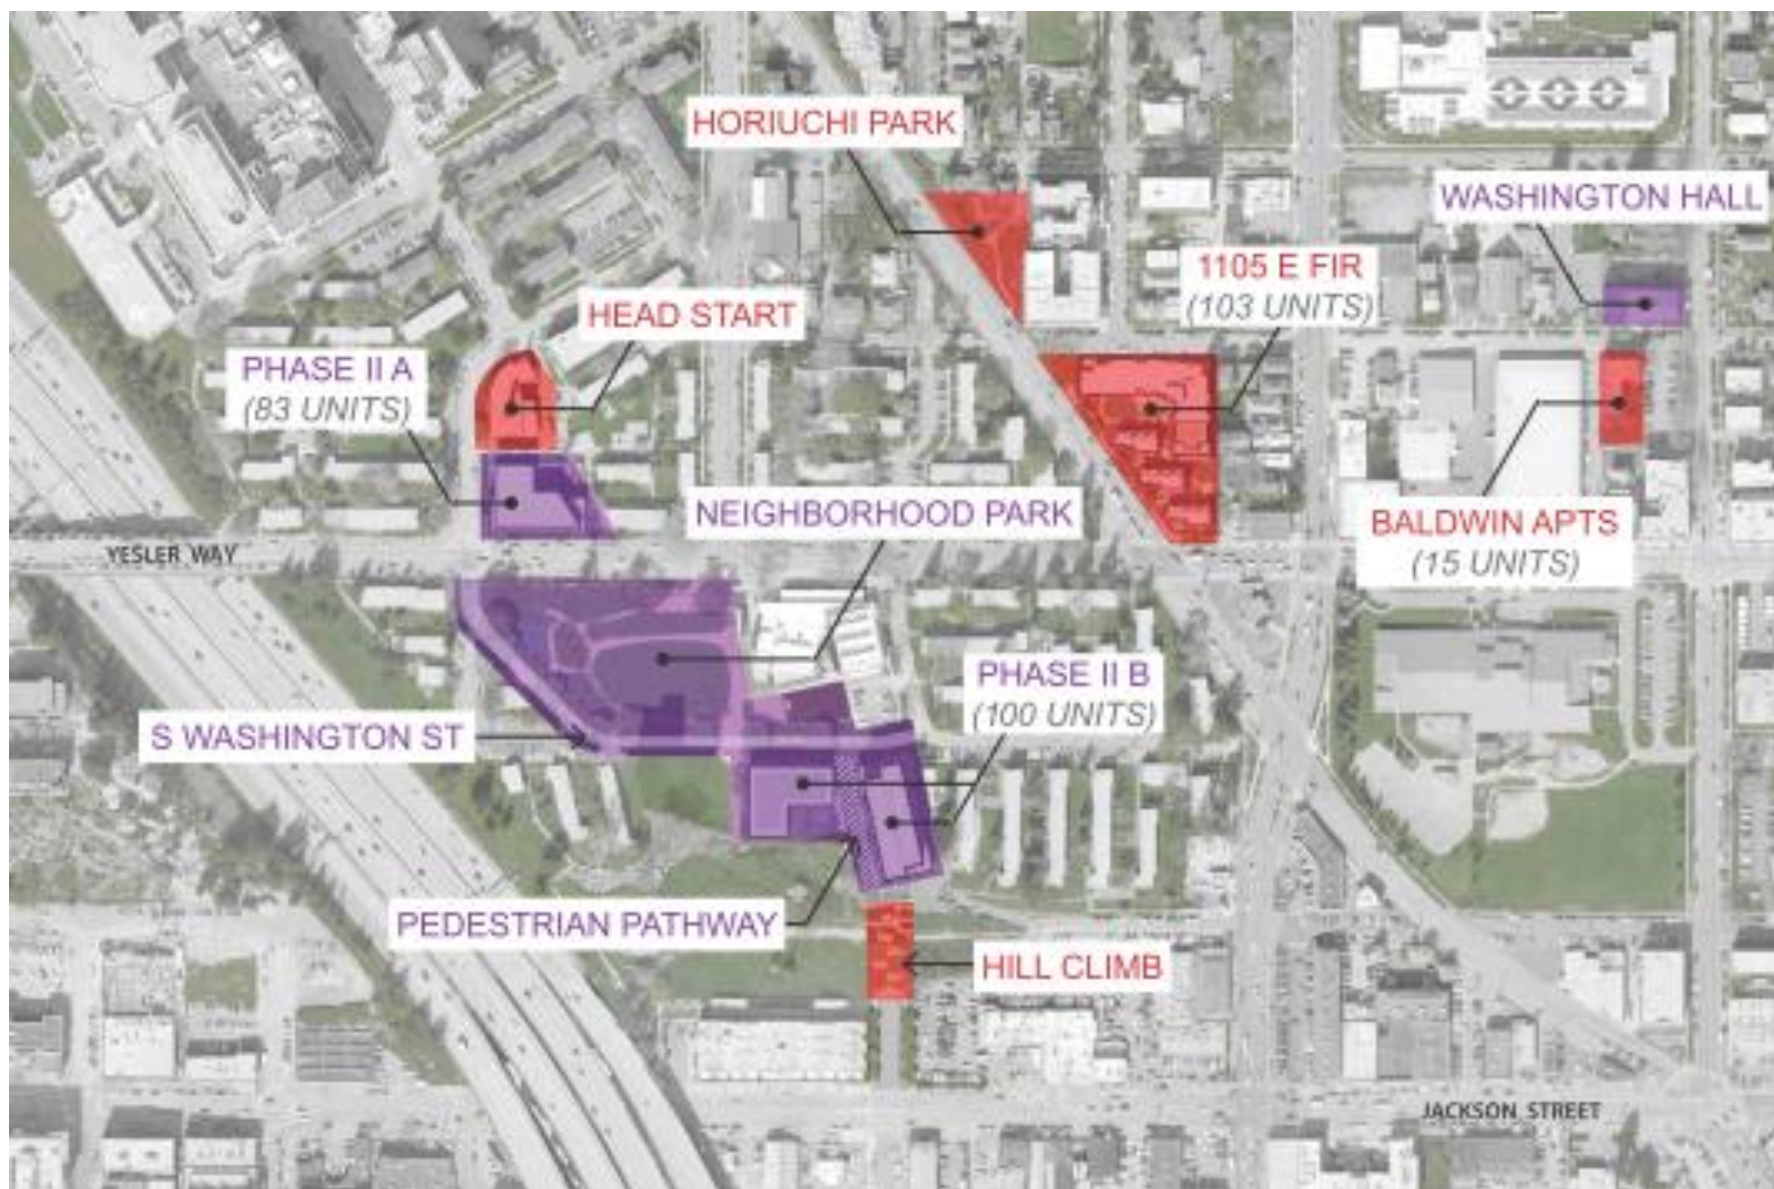 HORIUCHI PARK
WASHINGTON HALL
1105 E FIR
(103 UNITS)
HEAD START
PHASE II A
(83 UNITS)
NEIGHBORHOOD PARK
BALDWIN APTS
(15 UNITS)
YESLER WAY
PHASE II B
(100 UNITS)
S WASHINGTON ST
PEDESTRIAN PATHWAY
HILL CLIMB
JACKSON STREET